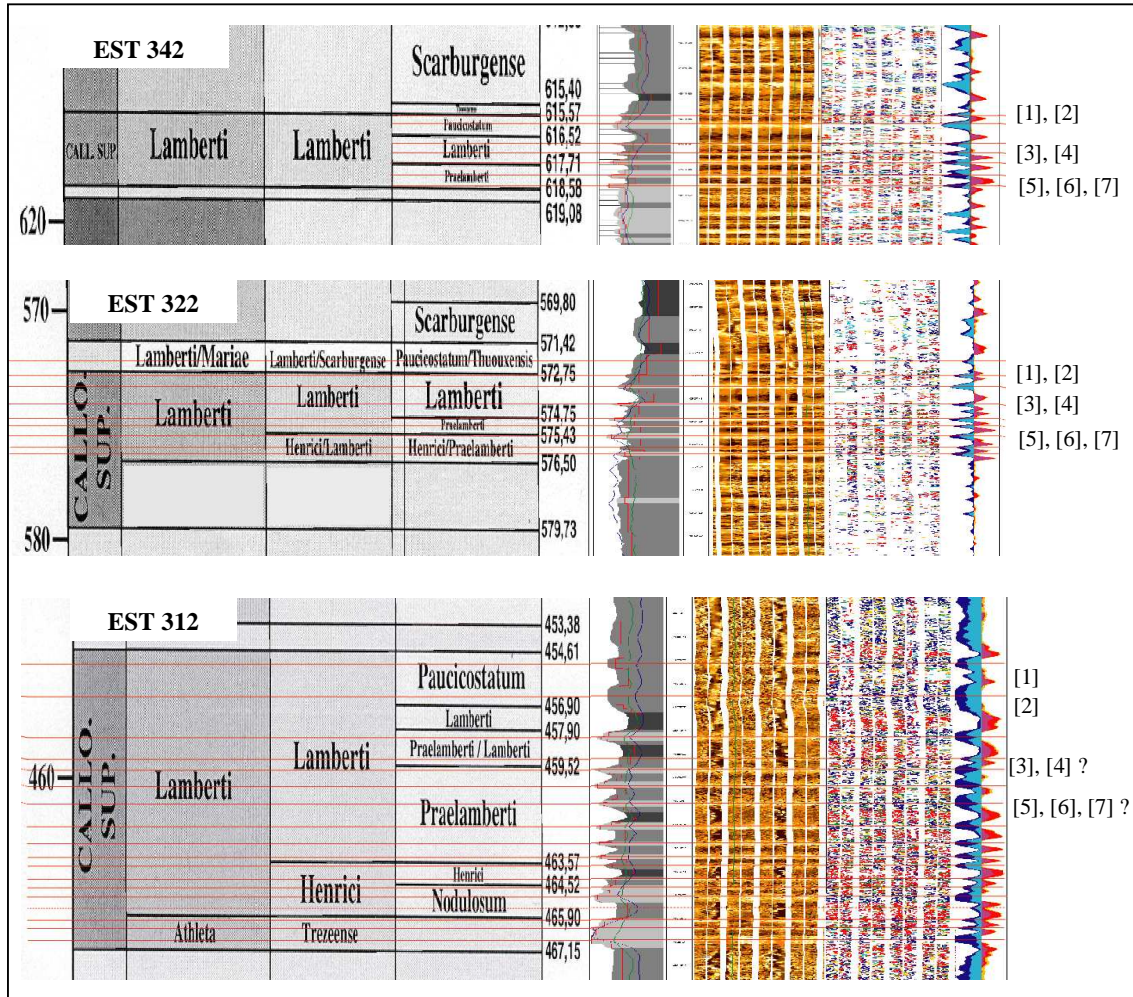 EST 342
Scarburgense
615,40
615,57
Paucicostatum
616,52
CALL. SUP.
Lamberti
Lamberti
Lamberti
617,71
Praelamberti
618,58
619,08
620
[1], [2]
[3], [4]
[5], [6], [7]
EST 322
570
569,80
Scarburgense
571,42
Lamberti/Mariae
Lamberti/Scarburgense
Paucicostatum/Thuouxensis
572,75
CALLO.
SUP.
Lamberti
Lamberti
Lamberti
574,75
Praelamberti
575,43
Henrici/Lamberti
Henrici/Praelamberti
576,50
579,73
580
[1], [2]
[3], [4]
[5], [6], [7]
EST 312
453,38
454,61
Paucicostatum
456,90
Lamberti
457,90
Praelamberti / Lamberti
459,52
460
CALLO.
SUP.
Lamberti
Lamberti
Praelamberti
463,57
Henrici
464,52
Henrici
Nodulosum
465,90
Athleta
Trezeense
467,15
[1]
[2]
[3], [4] ?
[5], [6], [7] ?